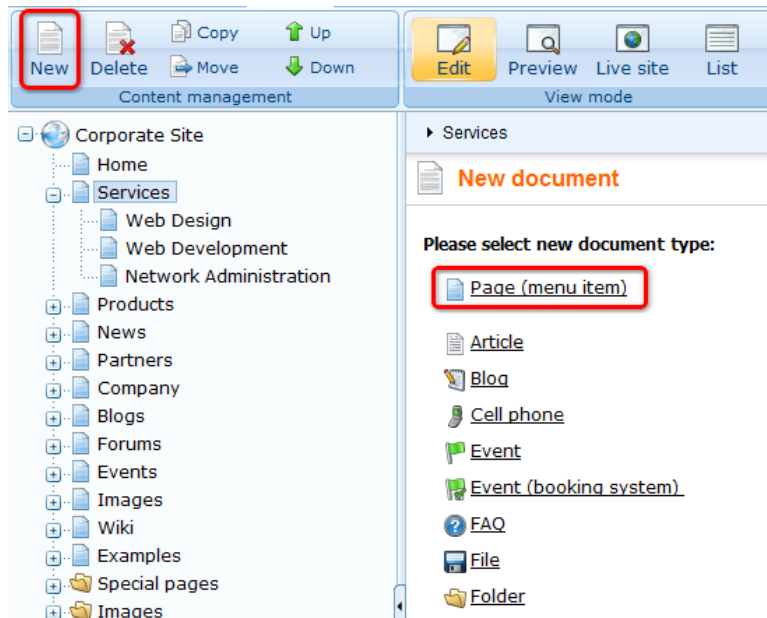 New
Delete
Copy
Move
Up
Down
Content management
Edit
Preview
Live site
List
View mode
Corporate Site
Home
Services
Web Design
Web Development
Network Administration
Products
News
Partners
Company
Blogs
Forums
Events
Images
Wiki
Examples
Special pages
Images
Services
New document
Please select new document type:
Page (menu item)
Article
Blog
Cell phone
Event
Event (booking system)
FAQ
File
Folder